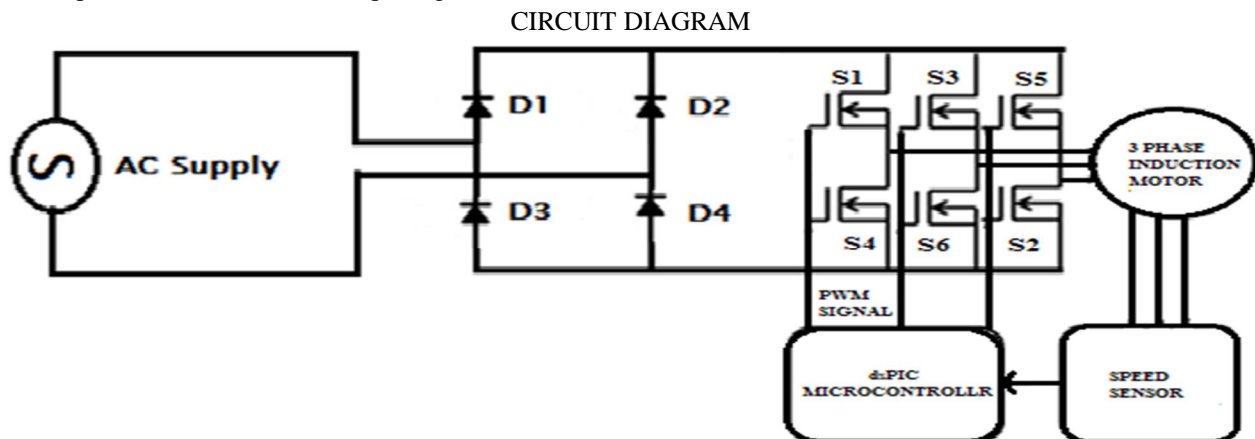 CIRCUIT DIAGRAM
S1
S3
S5
D1
D2
AC Supply
3 PHASE
INDUCTION
MOTOR
D3
D4
S4
S6
S2
PWM
SIGNAL
dsPIC
MICROCONTROLLR
SPEED
SENSOR